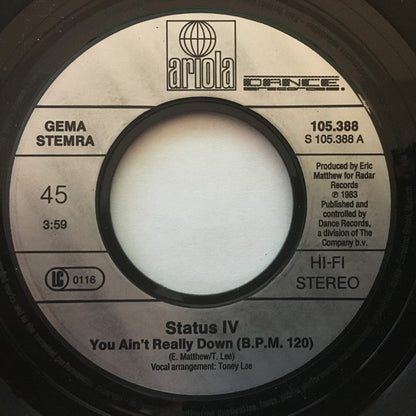 ariola
DANCE.
GEMA
STEMRA
105.388
S 105.388 A
45
3:59
Produced by Eric
Matthew for Radar
Records
℗ 1983
Published and
controlled by
Dance Records,
a division of The
Company b.v.
LC 0116
HI-FI
STEREO
Status IV
You Ain't Really Down (B.P.M. 120)
(E. Matthew/T. Lee)
Vocal arrangement: Toney Lee